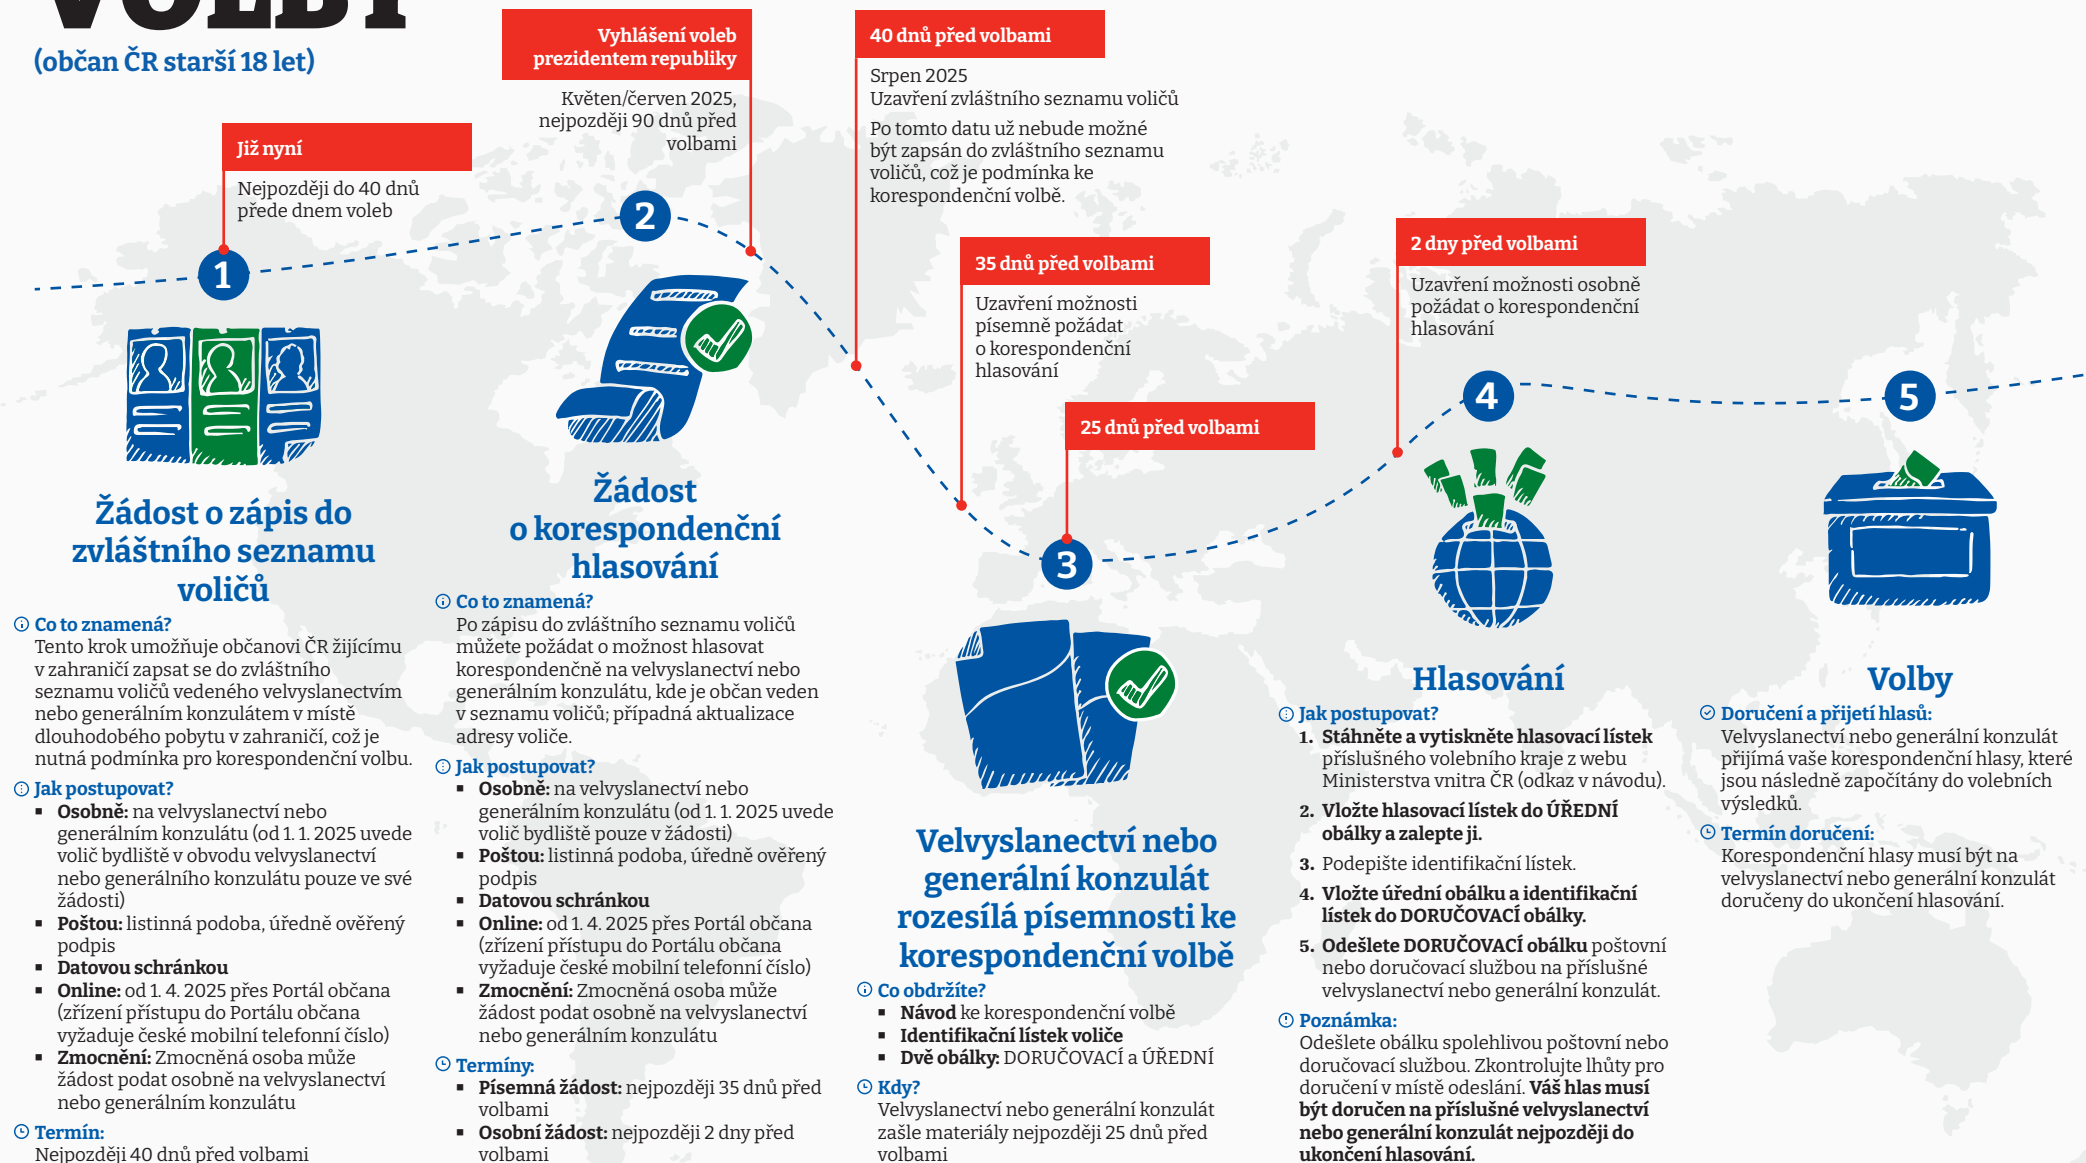 VOLBY
(občan ČR starší 18 let)
Již nyní
Nejpozději do 40 dnů
přede dnem voleb
1
Žádost o zápis do
zvláštního seznamu
voličů
Co to znamená?
Tento krok umožňuje občanovi ČR žijícímu
v zahraničí zapsat se do zvláštního
seznamu voličů vedeného velvyslanectvím
nebo generálním konzulátem v místě
dlouhodobého pobytu v zahraničí, což je
nutná podmínka pro korespondenční volbu.
Jak postupovat?
▪ Osobně: na velvyslanectví nebo
generálním konzulátu (od 1. 1. 2025 uvede
volič bydliště v obvodu velvyslanectví
nebo generálního konzulátu pouze ve své
žádosti)
▪ Poštou: listinná podoba, úředně ověřený
podpis
▪ Datovou schránkou
▪ Online: od 1. 4. 2025 přes Portál občana
(zřízení přístupu do Portálu občana
vyžaduje české mobilní telefonní číslo)
▪ Zmocnění: Zmocněná osoba může
žádost podat osobně na velvyslanectví
nebo generálním konzulátu
Termín:
Nejpozději 40 dnů před volbami
Vyhlášení voleb
prezidentem republiky
Květen/červen 2025,
nejpozději 90 dnů před
volbami
2
Žádost
o korespondenční
hlasování
Co to znamená?
Po zápisu do zvláštního seznamu voličů
můžete požádat o možnost hlasovat
korespondenčně na velvyslanectví nebo
generálním konzulátu, kde je občan veden
v seznamu voličů; případná aktualizace
adresy voliče.
Jak postupovat?
▪ Osobně: na velvyslanectví nebo
generálním konzulátu (od 1. 1. 2025 uvede
volič bydliště pouze v žádosti)
▪ Poštou: listinná podoba, úředně ověřený
podpis
▪ Datovou schránkou
▪ Online: od 1. 4. 2025 přes Portál občana
(zřízení přístupu do Portálu občana
vyžaduje české mobilní telefonní číslo)
▪ Zmocnění: Zmocněná osoba může
žádost podat osobně na velvyslanectví
nebo generálním konzulátu
Termíny:
▪ Písemná žádost: nejpozději 35 dnů před
volbami
▪ Osobní žádost: nejpozději 2 dny před
volbami
40 dnů před volbami
Srpen 2025
Uzavření zvláštního seznamu voličů
Po tomto datu už nebude možné
být zapsán do zvláštního seznamu
voličů, což je podmínka ke
korespondenční volbě.
35 dnů před volbami
Uzavření možnosti
písemně požádat
o korespondenční
hlasování
25 dnů před volbami
3
Velvyslanectví nebo
generální konzulát
rozesílá písemnosti ke
korespondenční volbě
Co obdržíte?
▪ Návod ke korespondenční volbě
▪ Identifikační lístek voliče
▪ Dvě obálky: DORUČOVACÍ a ÚŘEDNÍ
Kdy?
Velvyslanectví nebo generální konzulát
zašle materiály nejpozději 25 dnů před
volbami
2 dny před volbami
Uzavření možnosti osobně
požádat o korespondenční
hlasování
4
Hlasování
Jak postupovat?
1. Stáhněte a vytiskněte hlasovací lístek
příslušného volebního kraje z webu
Ministerstva vnitra ČR (odkaz v návodu).
2. Vložte hlasovací lístek do ÚŘEDNÍ
obálky a zalepte ji.
3. Podepište identifikační lístek.
4. Vložte úřední obálku a identifikační
lístek do DORUČOVACÍ obálky.
5. Odešlete DORUČOVACÍ obálku poštovní
nebo doručovací službou na příslušné
velvyslanectví nebo generální konzulát.
Poznámka:
Odešlete obálku spolehlivou poštovní nebo
doručovací službou. Zkontrolujte lhůty pro
doručení v místě odeslání. Váš hlas musí
být doručen na příslušné velvyslanectví
nebo generální konzulát nejpozději do
ukončení hlasování.
5
Volby
Doručení a přijetí hlasů:
Velvyslanectví nebo generální konzulát
přijímá vaše korespondenční hlasy, které
jsou následně započítány do volebních
výsledků.
Termín doručení:
Korespondenční hlasy musí být na
velvyslanectví nebo generální konzulát
doručeny do ukončení hlasování.